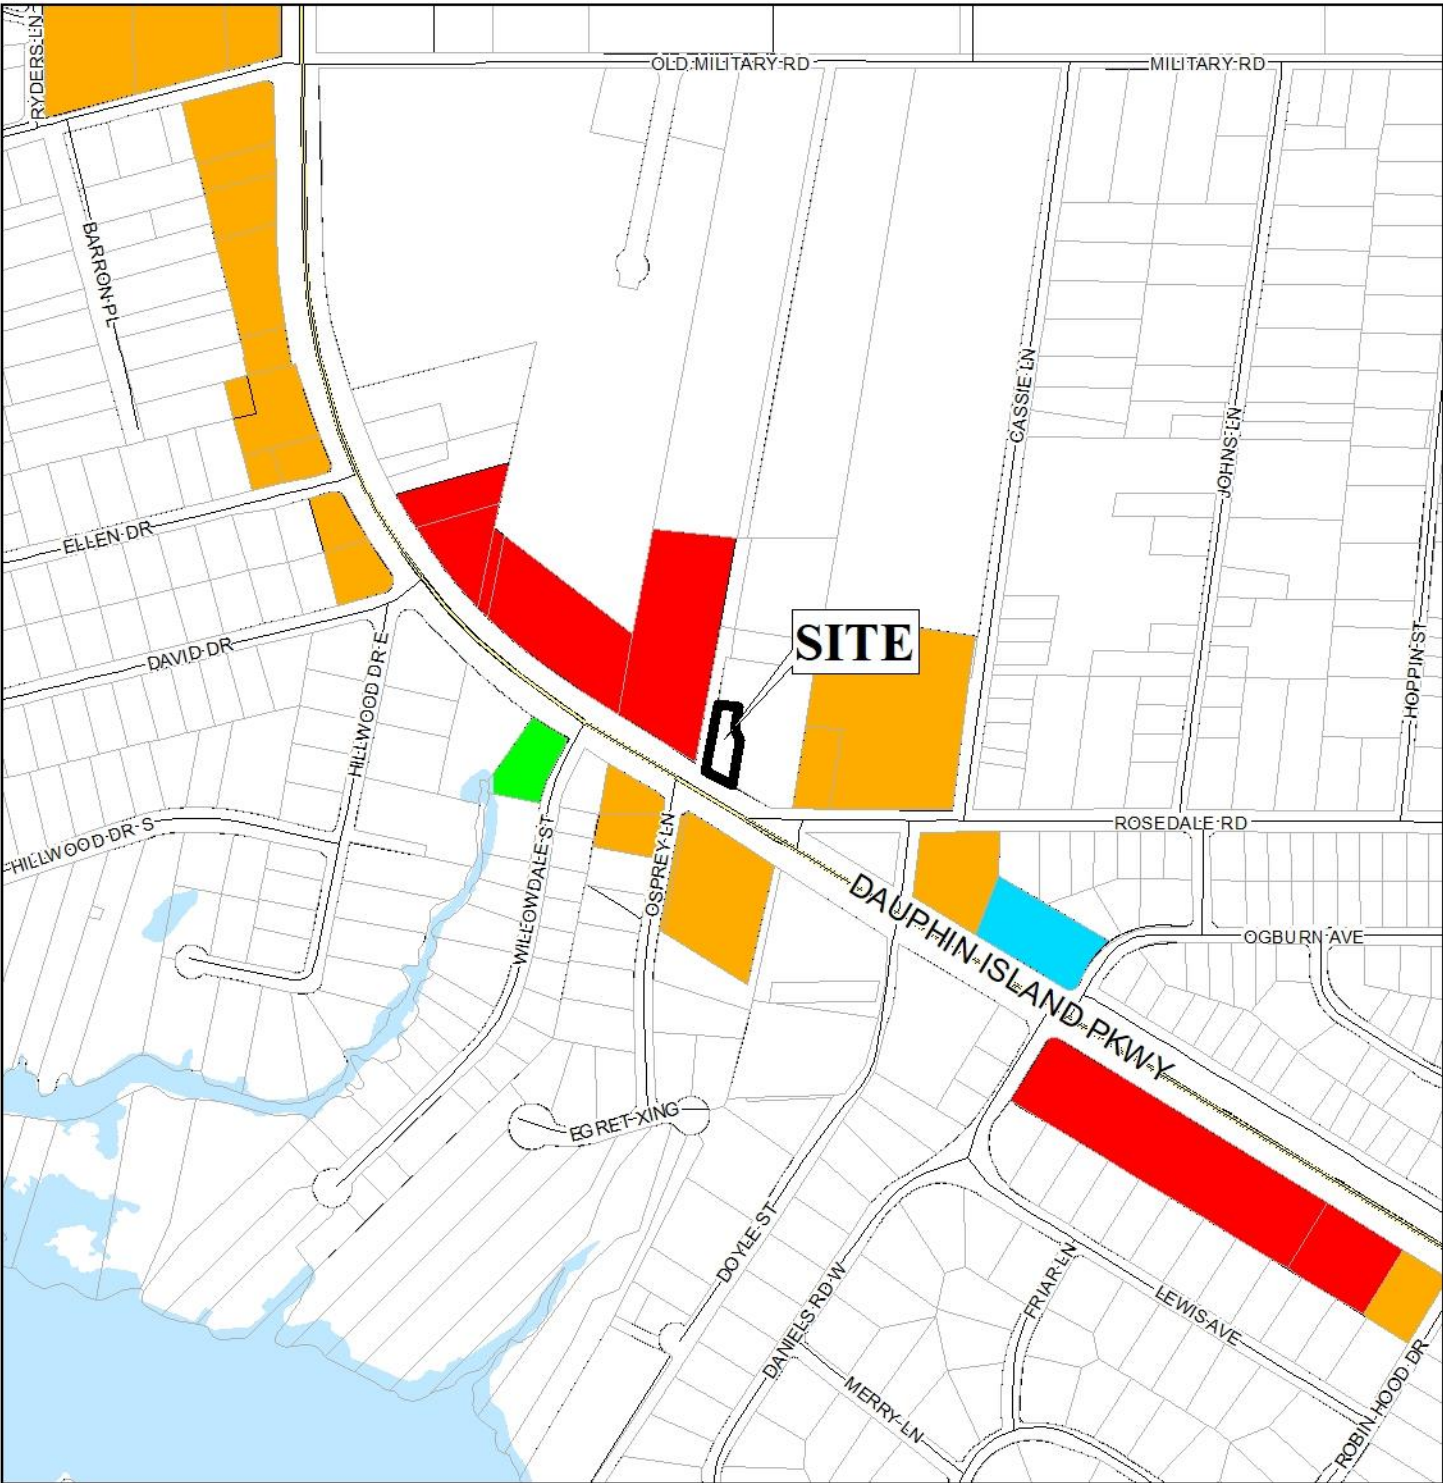 RYDERS LN
OLD MILITARY RD
MILITARY RD
BARRON PL
CASSIE LN
JOHNS LN
ELLEN DR
SITE
DAVID DR
HILLWOOD DR E
HOPPIN ST
HILLWOOD DR S
WILLOWDALE ST
OSPREY LN
ROSEDALE RD
DAUPHIN ISLAND PKWY
OGBURN AVE
EGRET XING
DOYLE ST
DANIELS RD W
FRIAR LN
LEWIS AVE
MERRY LN
ROBIN HOOD DR